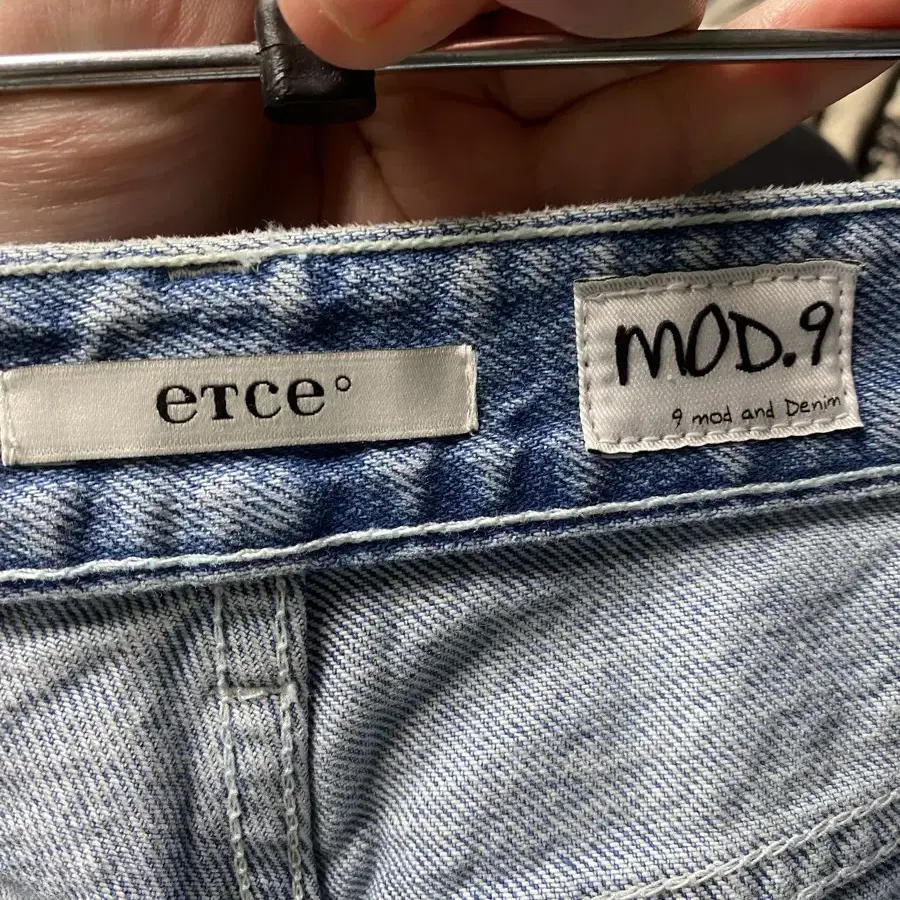 eTce°
MOD.9
9 mod and Denim